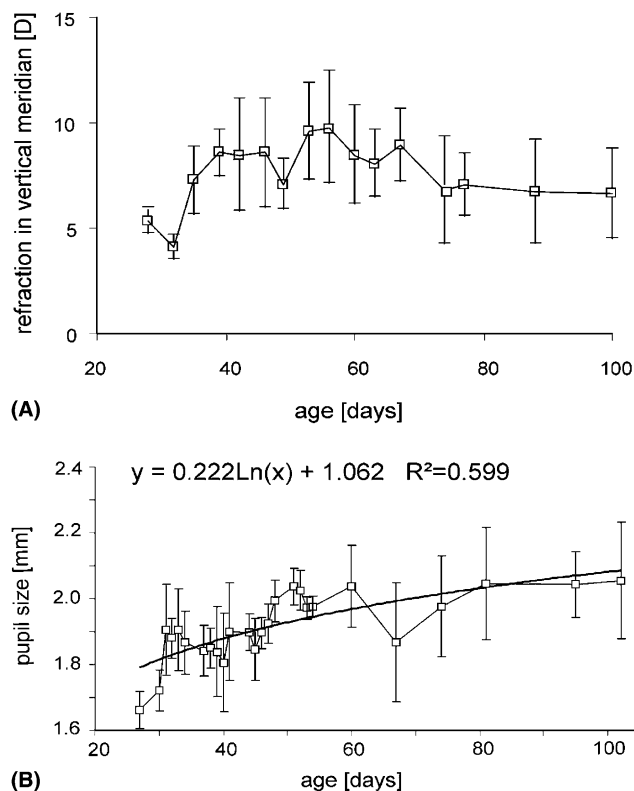 15
10
5
0
20
40
60
80
100
refraction in vertical meridian [D]
age [days]
(A)
y = 0.222Ln(x) + 1.062 R²=0.599
2.4
2.2
2.0
1.8
1.6
20
40
60
80
100
pupil size [mm]
age [days]
(B)